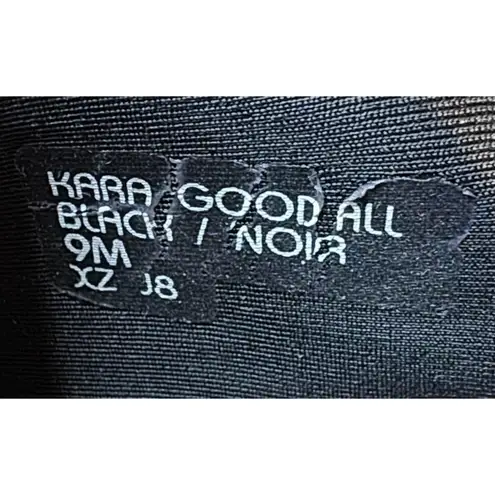 KARA GOOD ALL
BLACK / NOIR
9M
XZ J8